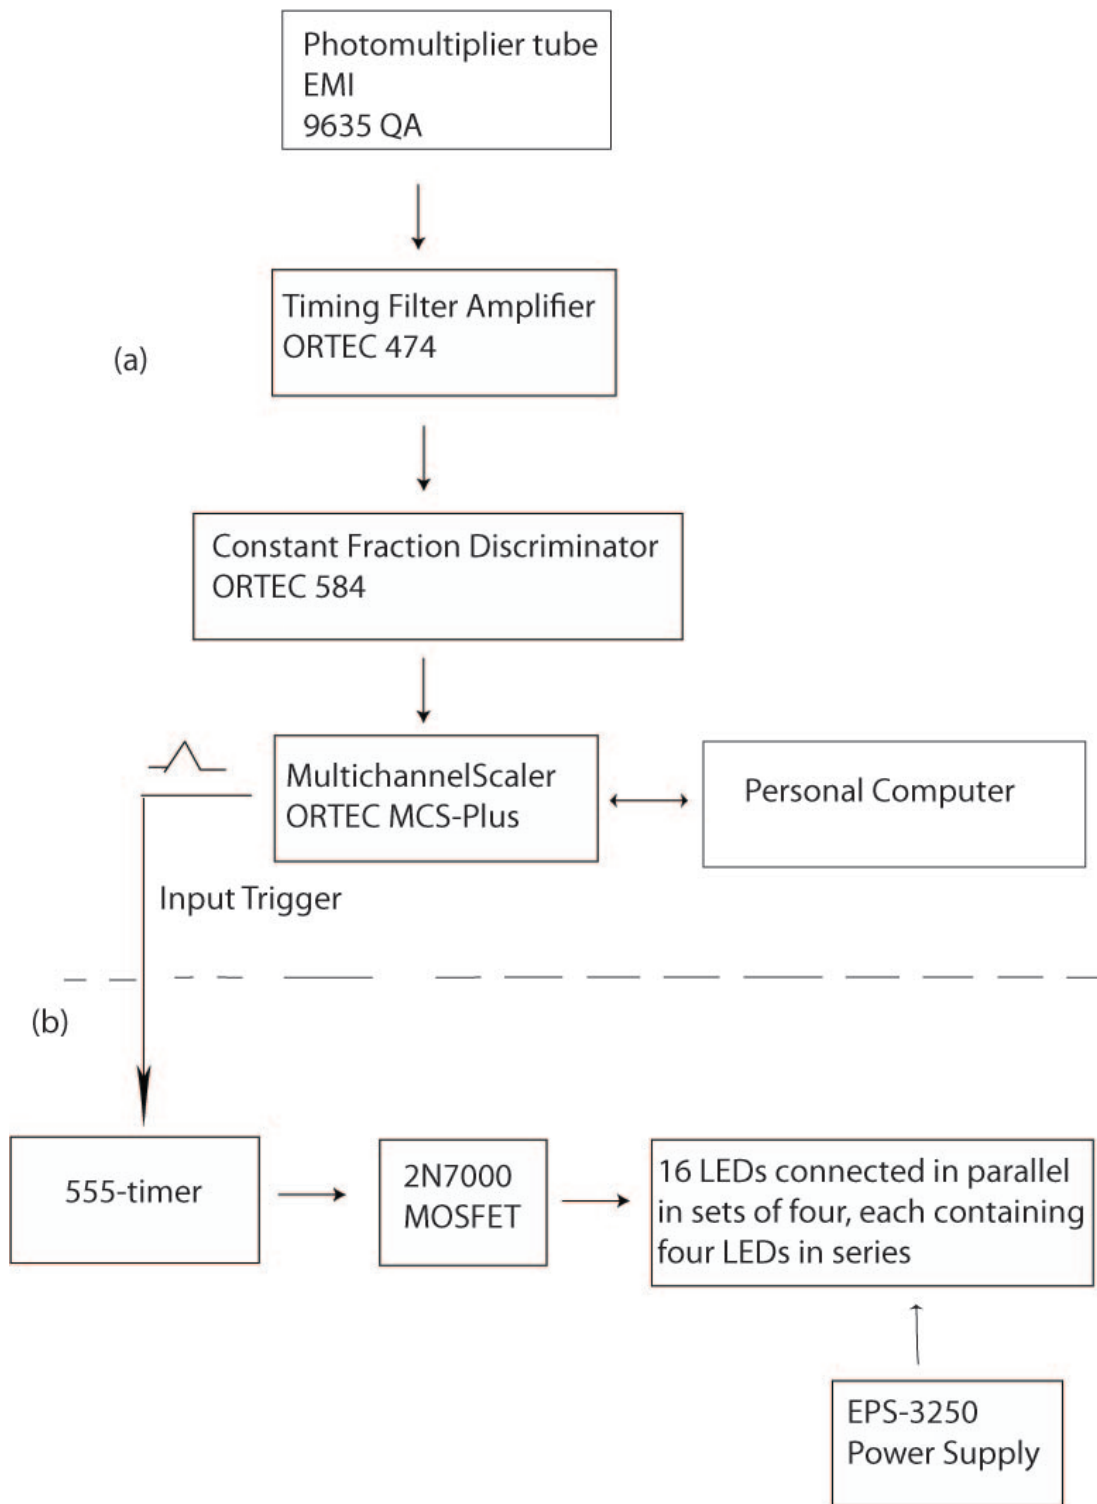 Photomultiplier tube
EMI
9635 QA
Timing Filter Amplifier
ORTEC 474
(a)
Constant Fraction Discriminator
ORTEC 584
MultichannelScaler
ORTEC MCS-Plus
Personal Computer
Input Trigger
(b)
555-timer
2N7000
MOSFET
16 LEDs connected in parallel
in sets of four, each containing
four LEDs in series
EPS-3250
Power Supply